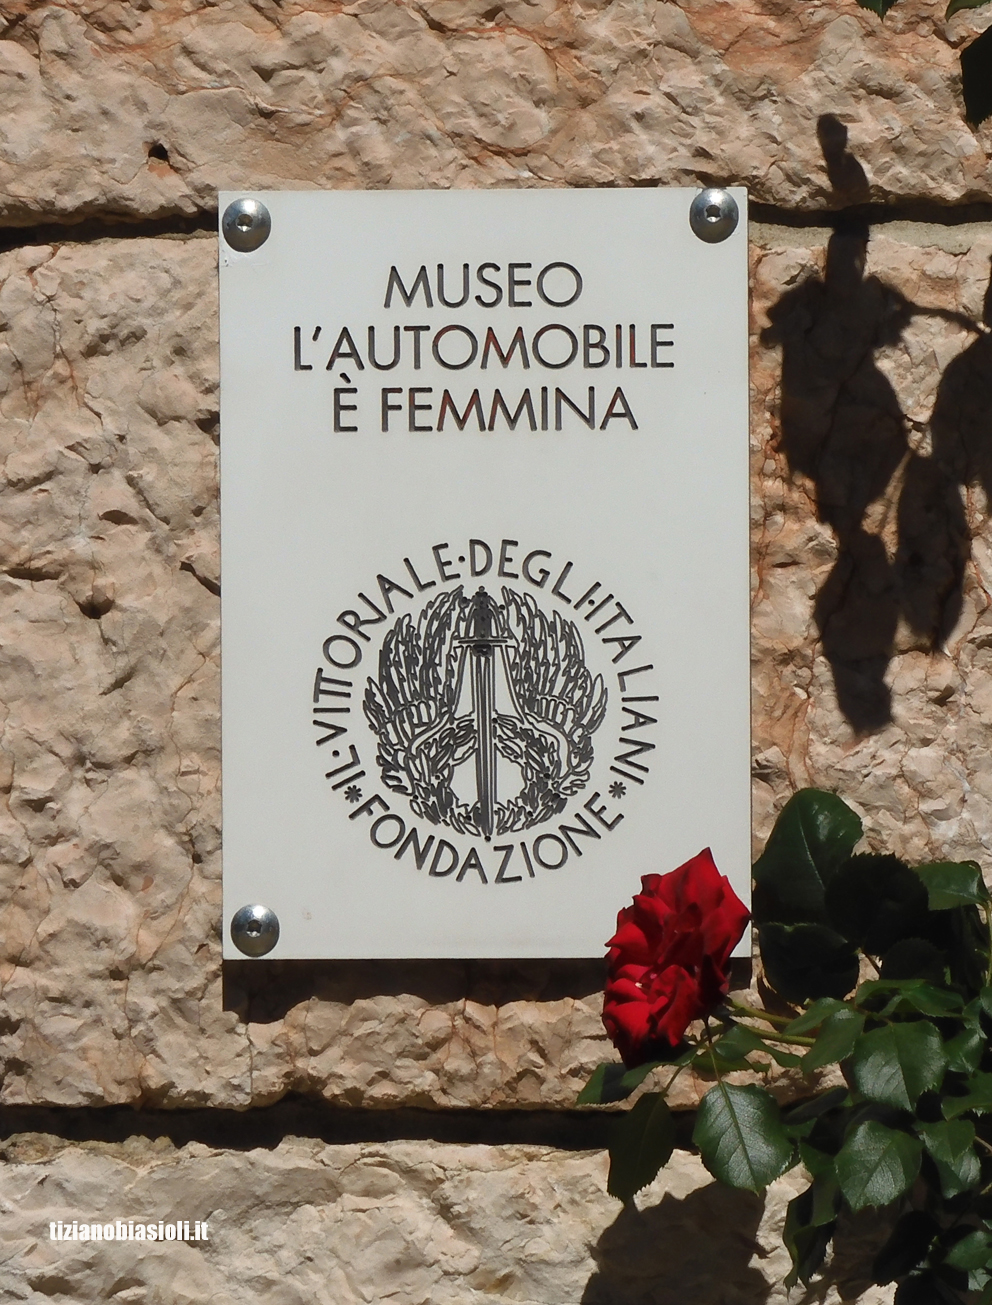 MUSEO
L'AUTOMOBILE
È FEMMINA
IL·VITTORIALE·DEGLI·ITALIANI
*FONDAZIONE*
tizianobiasioli.it